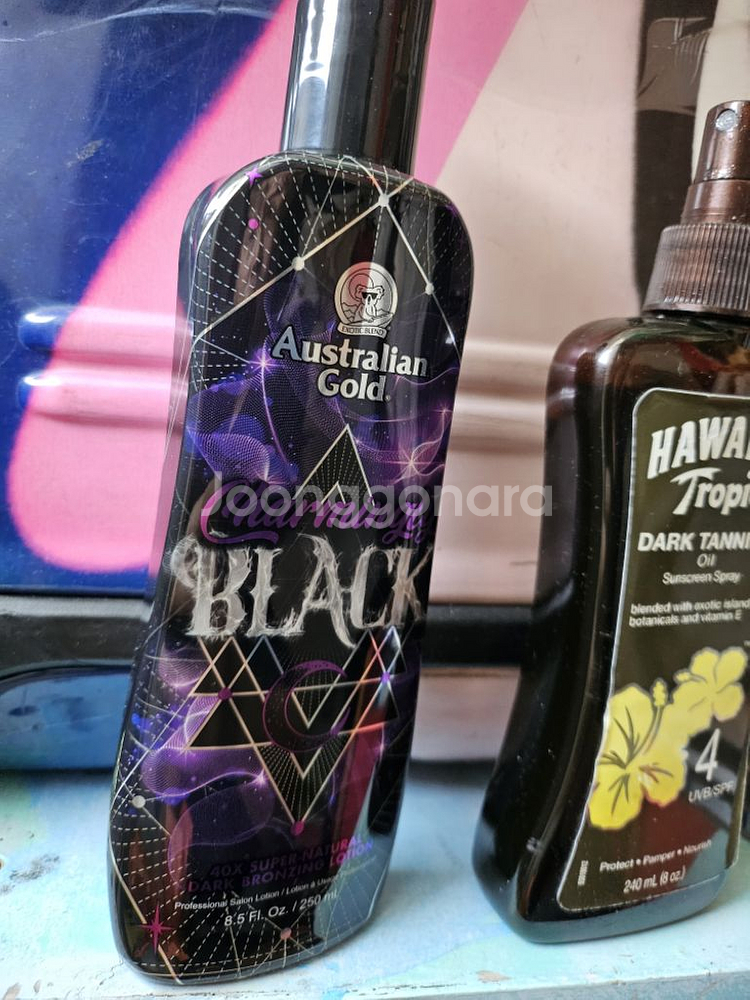 EXOTIC BLEND
Australian
Gold
Joonggonara
Charmingly
BLACK
40X SUPER NATURAL
DARK BRONZING LOTION
Professional Salon Lotion / Lotion à
8.5 Fl. Oz. / 250 mL
HAWAI
Tropi
DARK TANNI
Oil
Sunscreen Spray
blended with exotic island
botanicals and vitamin E
4
UVB/SPF
Protect • Pamper • Nourish
240 mL (8 oz.)